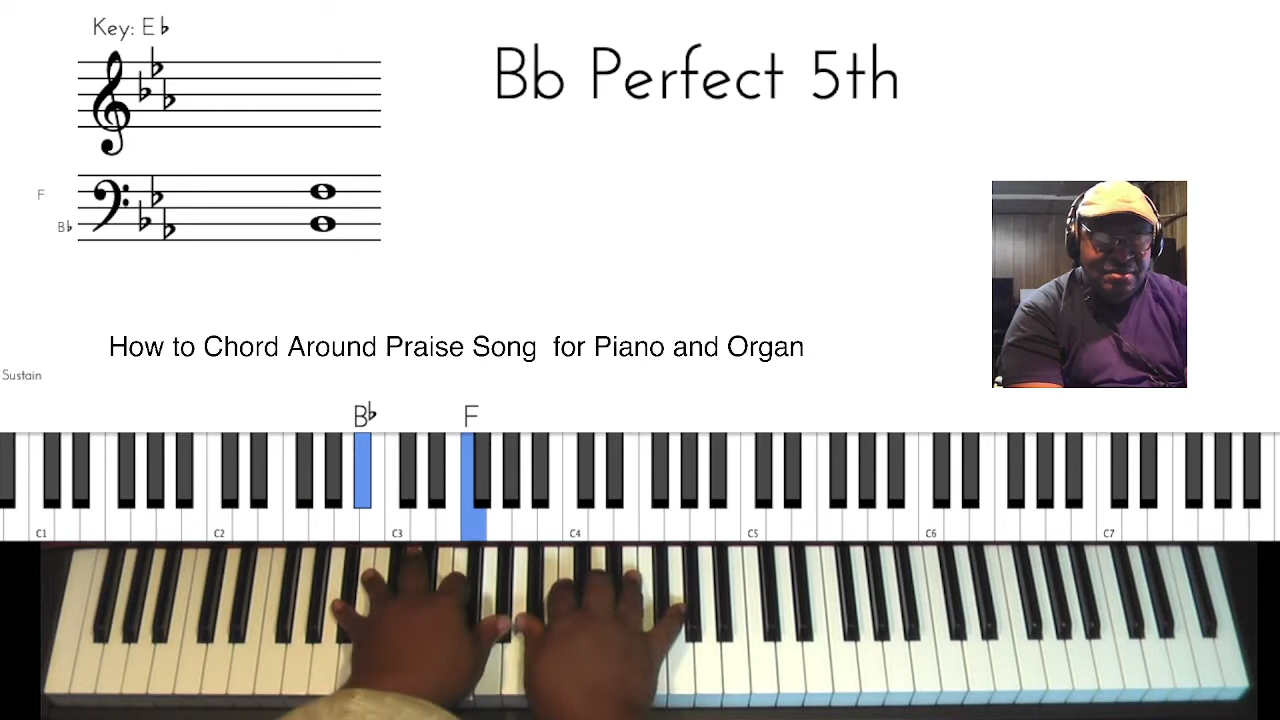 Key: E♭
Bb Perfect 5th
F
B♭
How to Chord Around Praise Song  for Piano and Organ
Sustain
B♭ F
C1 C2 C3 C4 C5 C6 C7